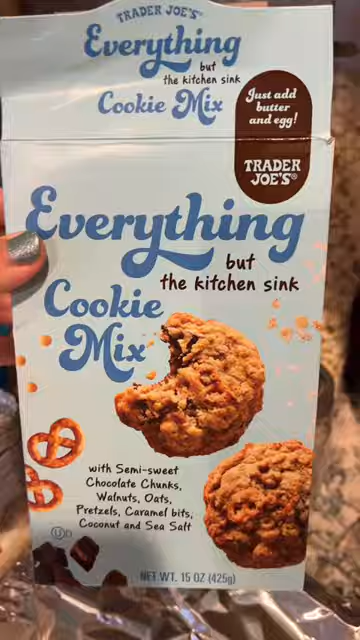 TRADER JOE'S®
Everything
but
the kitchen sink
Cookie Mix
Just add
butter
and egg!
TRADER
JOE'S®
Everything
but
the kitchen sink
Cookie
Mix
with Semi-sweet
Chocolate Chunks,
Walnuts, Oats,
Pretzels, Caramel bits,
Coconut and Sea Salt
U D
NET WT. 15 OZ (425g)